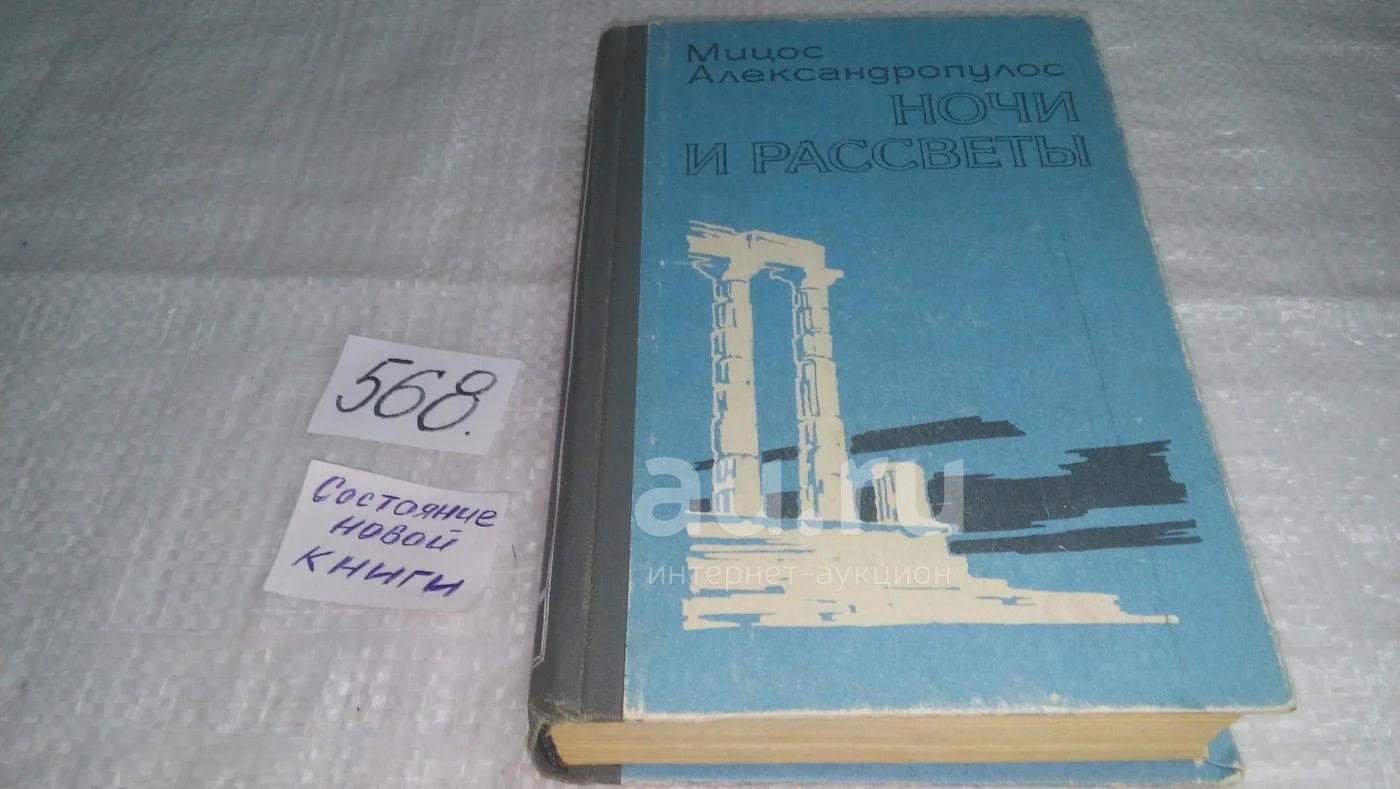 Мицос
Александропулос
НОЧИ
И РАССВЕТЫ
568.
Состояние
новой
книги
au.ru
интернет-аукцион